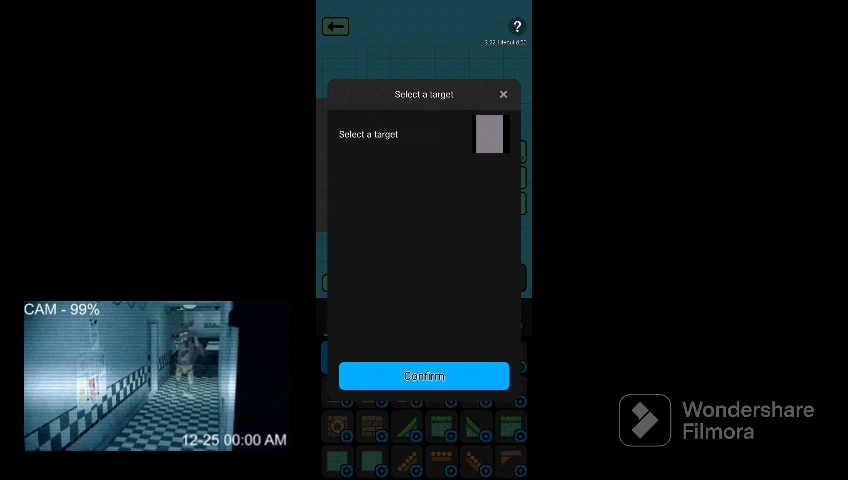 ?
Select a target
Select a target
Confirm
CAM - 99%
12-25 00:00 AM
Wondershare
Filmora